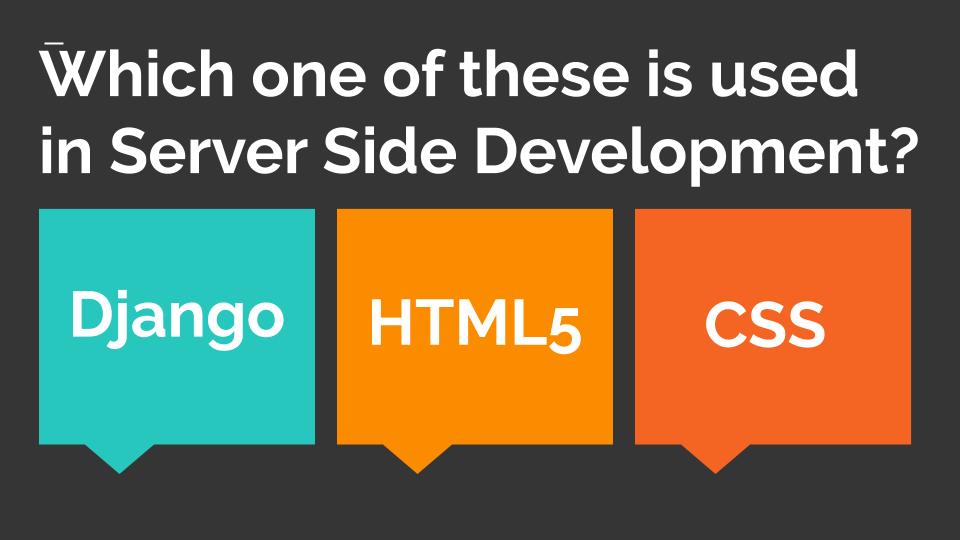 Which one of these is used
in Server Side Development?
Django
HTML5
CSS